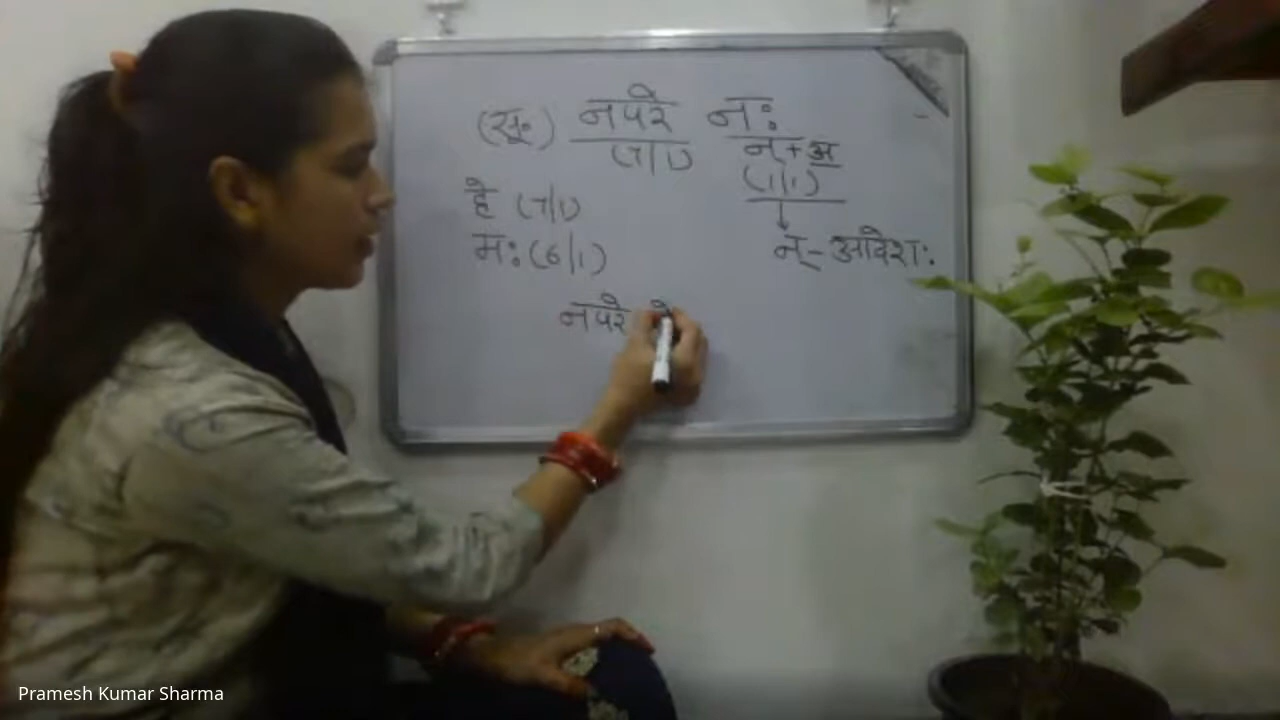 (सू॰) नपरे नः
(7/1) न् + अ
(1/1)
हे (7/1)
मः (6/1) न् - आदेशः
नपरे
Pramesh Kumar Sharma